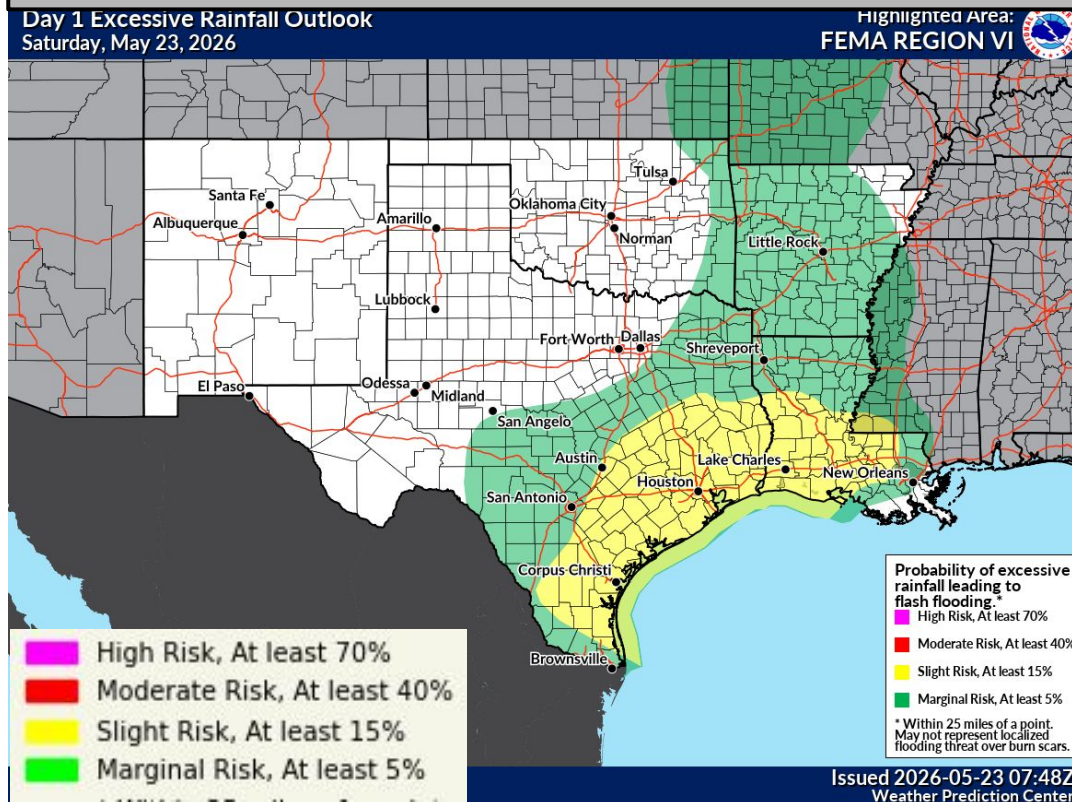 Day 1 Excessive Rainfall Outlook
Saturday, May 23, 2026
Highlighted Area:
FEMA REGION VI
Santa Fe
Albuquerque
Amarillo
Lubbock
Tulsa
Oklahoma City
Norman
Little Rock
Fort Worth
Dallas
Shreveport
El Paso
Odessa
Midland
San Angelo
Austin
Lake Charles
Houston
New Orleans
San Antonio
Corpus Christi
Brownsville
Probability of excessive
rainfall leading to
flash flooding.*
High Risk, At least 70%
Moderate Risk, At least 40%
Slight Risk, At least 15%
Marginal Risk, At least 5%
* Within 25 miles of a point.
May not represent localized
flooding threat over burn scars.
High Risk, At least 70%
Moderate Risk, At least 40%
Slight Risk, At least 15%
Marginal Risk, At least 5%
Issued 2026-05-23 07:48Z
Weather Prediction Center